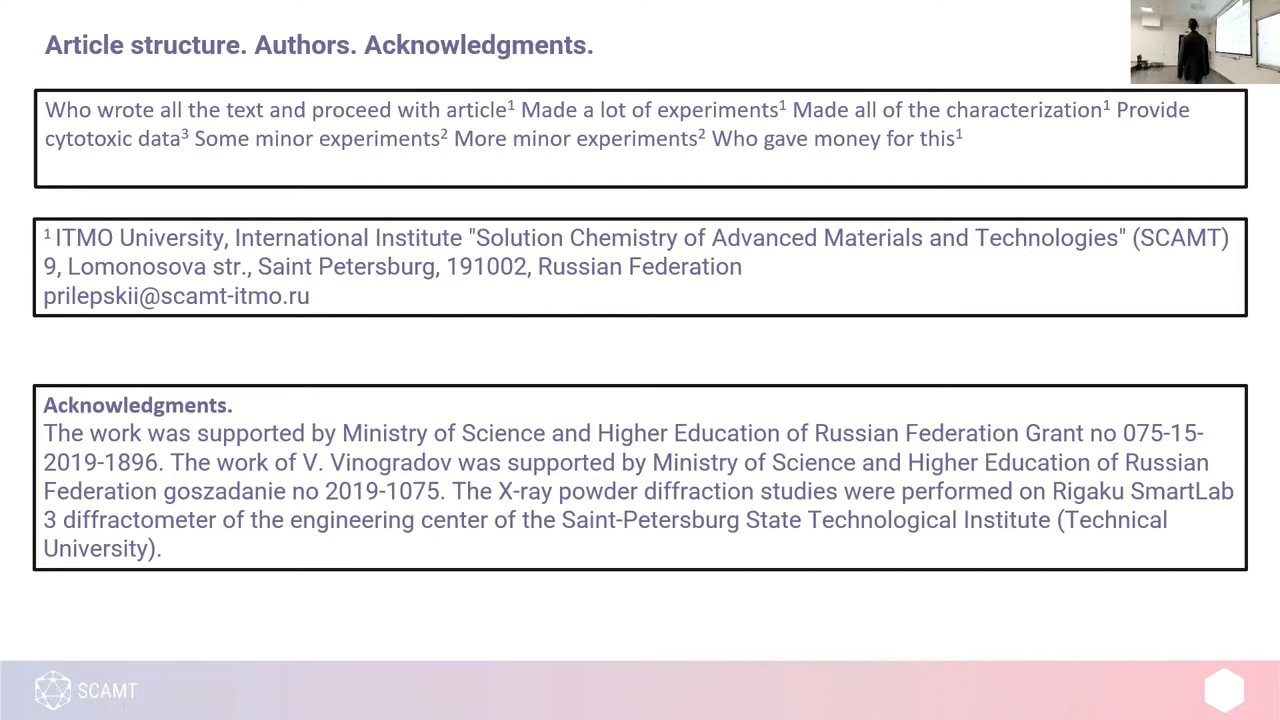 Article structure. Authors. Acknowledgments.
Who wrote all the text and proceed with article¹ Made a lot of experiments¹ Made all of the characterization¹ Provide
cytotoxic data³ Some minor experiments² More minor experiments² Who gave money for this¹
¹ ITMO University, International Institute "Solution Chemistry of Advanced Materials and Technologies" (SCAMT)
9, Lomonosova str., Saint Petersburg, 191002, Russian Federation
prilepskii@scamt-itmo.ru
Acknowledgments.
The work was supported by Ministry of Science and Higher Education of Russian Federation Grant no 075-15-
2019-1896. The work of V. Vinogradov was supported by Ministry of Science and Higher Education of Russian
Federation goszadanie no 2019-1075. The X-ray powder diffraction studies were performed on Rigaku SmartLab
3 diffractometer of the engineering center of the Saint-Petersburg State Technological Institute (Technical
University).
SCAMT